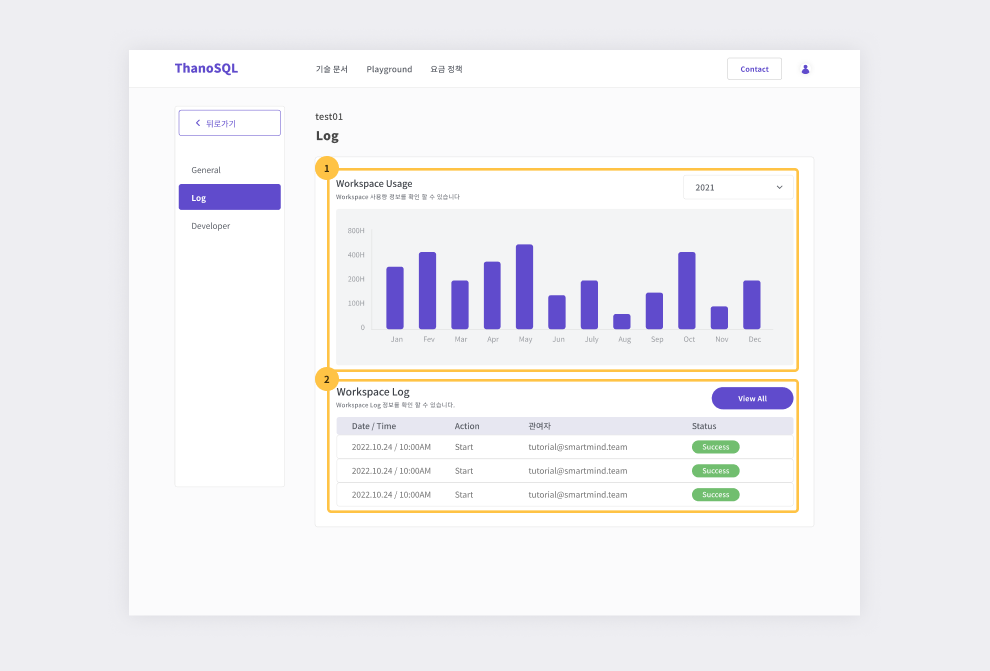 ThanoSQL
기술 문서 Playground 요금 정책
Contact
뒤로가기
General
Log
Developer
test01
Log
1
Workspace Usage
Workspace 사용량 정보를 확인 할 수 있습니다
2021
800H
400H
200H
100H
0
Jan Fev Mar Apr May Jun July Aug Sep Oct Nov Dec
2
Workspace Log
Workspace Log 정보를 확인 할 수 있습니다.
View All
Date / Time Action 관여자 Status
2022.10.24 / 10:00AM Start tutorial@smartmind.team Success
2022.10.24 / 10:00AM Start tutorial@smartmind.team Success
2022.10.24 / 10:00AM Start tutorial@smartmind.team Success